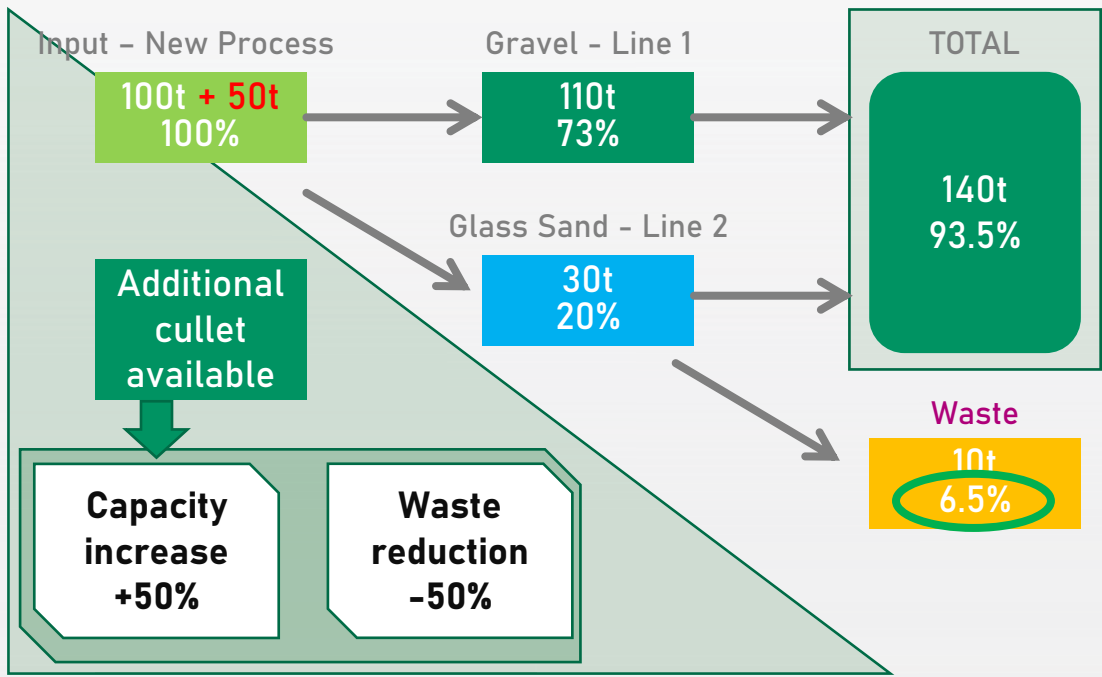 Input – New Process
100t + 50t
100%
Gravel - Line 1
110t
73%
TOTAL
140t
93.5%
Glass Sand - Line 2
30t
20%
Additional
cullet
available
Waste
10t
6.5%
Capacity
increase
+50%
Waste
reduction
-50%